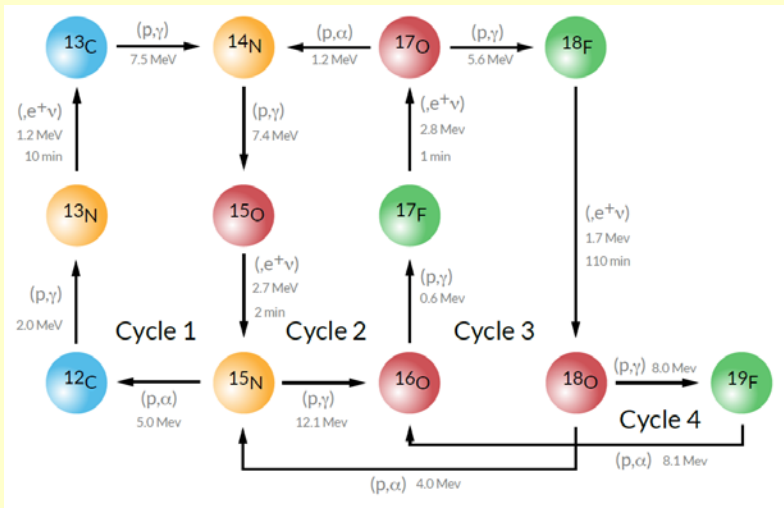 ¹³C
(p,γ)
7.5 MeV
¹⁴N
(p,α)
1.2 MeV
¹⁷O
(p,γ)
5.6 MeV
¹⁸F
(,e⁺ν)
1.2 MeV
10 min
(p,γ)
7.4 MeV
(,e⁺ν)
2.8 Mev
1 min
¹³N
¹⁵O
¹⁷F
(,e⁺ν)
1.7 Mev
110 min
(p,γ)
2.0 MeV
Cycle 1
(,e⁺ν)
2.7 MeV
2 min
Cycle 2
(p,γ)
0.6 Mev
Cycle 3
¹²C
(p,α)
5.0 Mev
¹⁵N
(p,γ)
12.1 Mev
¹⁶O
¹⁸O
(p,γ) 8.0 Mev
¹⁹F
Cycle 4
(p,α) 8.1 Mev
(p,α) 4.0 Mev